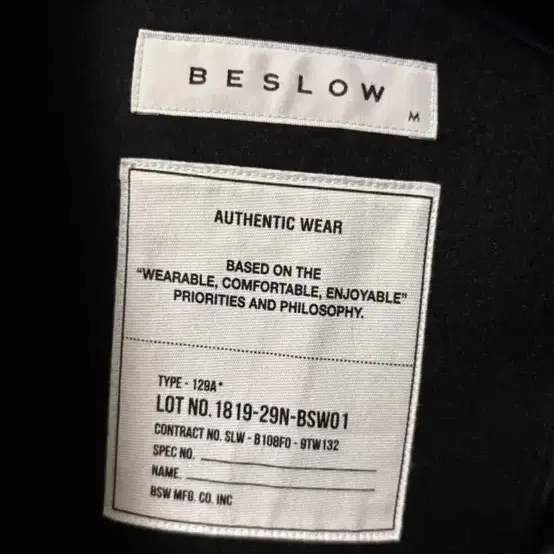 BESLOW
M
AUTHENTIC WEAR
BASED ON THE
"WEARABLE, COMFORTABLE, ENJOYABLE"
PRIORITIES AND PHILOSOPHY.
TYPE - 129A*
LOT NO. 1819-29N-BSW01
CONTRACT NO. SLW - B108F0 - 9TW132
SPEC NO.
NAME.
BSW MFG. CO. INC